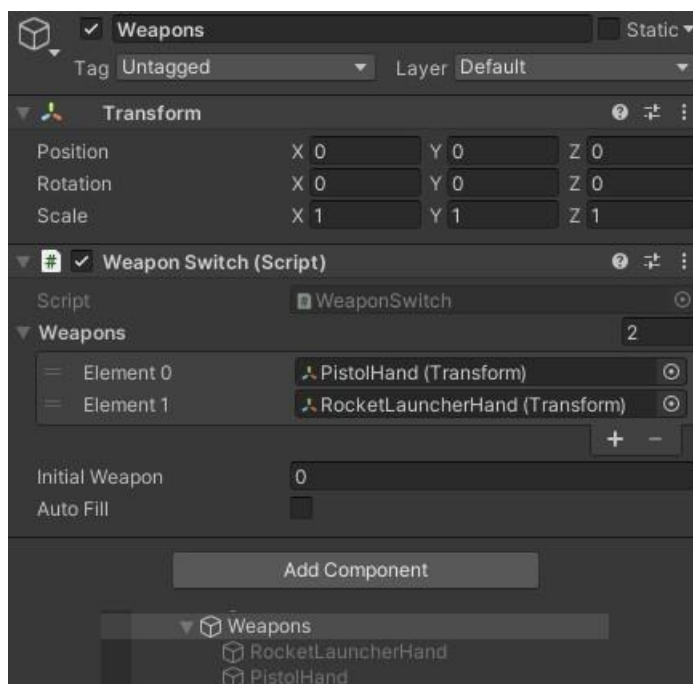 Weapons Static
Tag Untagged Layer Default
Transform
Position X 0 Y 0 Z 0
Rotation X 0 Y 0 Z 0
Scale X 1 Y 1 Z 1
# Weapon Switch (Script)
Script # WeaponSwitch
Weapons 2
Element 0 PistolHand (Transform)
Element 1 RocketLauncherHand (Transform)
+ −
Initial Weapon 0
Auto Fill
Add Component
Weapons
RocketLauncherHand
PistolHand